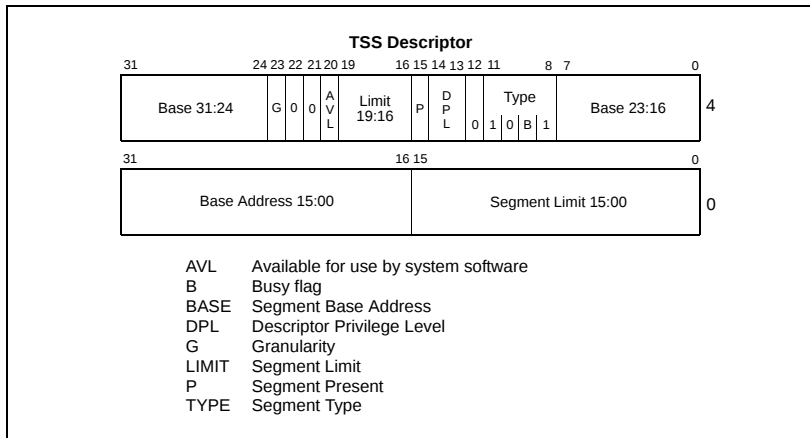 TSS Descriptor
31 24 23 22 21 20 19 16 15 14 13 12 11 8 7 0
Base 31:24 G 0 0 AVL Limit 19:16 P DPL Type Base 23:16 4
0 1 0 B 1
31 16 15 0
Base Address 15:00 Segment Limit 15:00 0
AVL Available for use by system software
B Busy flag
BASE Segment Base Address
DPL Descriptor Privilege Level
G Granularity
LIMIT Segment Limit
P Segment Present
TYPE Segment Type